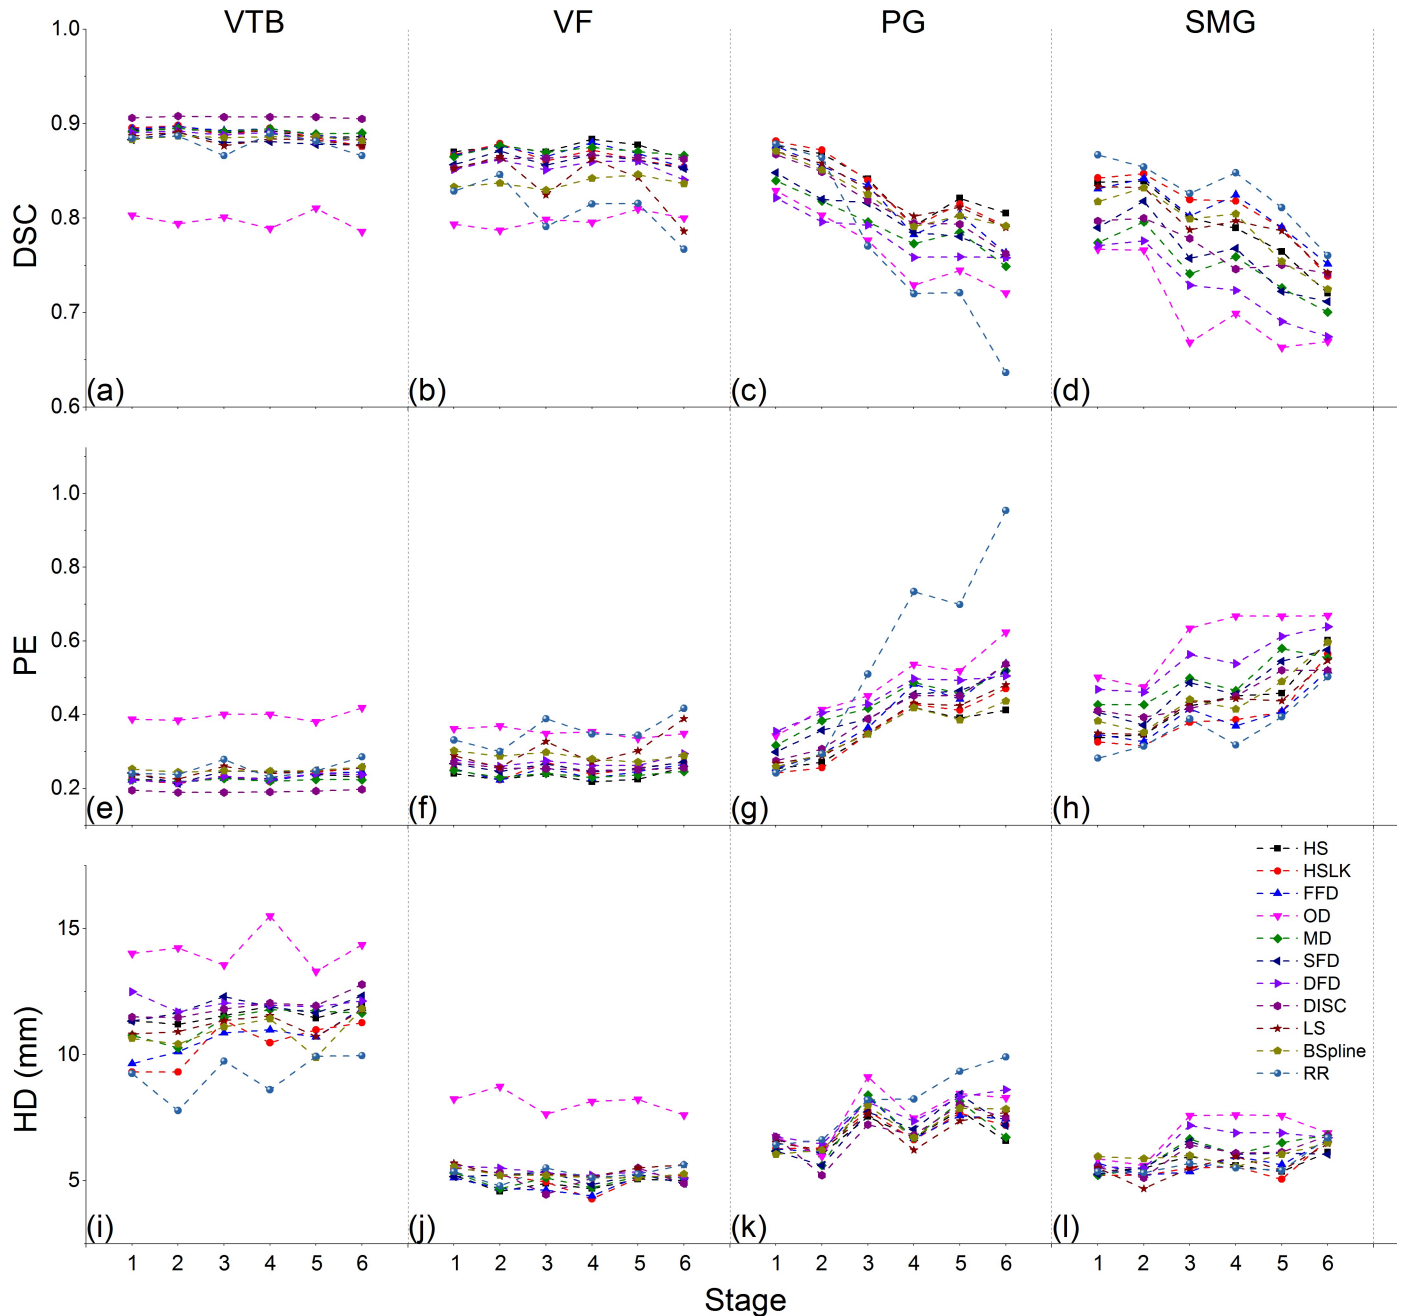 VTB VF PG SMG
1.0
0.9
0.8
0.7
0.6
DSC
(a) (b) (c) (d)
1.0
0.8
0.6
0.4
0.2
PE
(e) (f) (g) (h)
15
10
5
HD (mm)
HS
HSLK
FFD
OD
MD
SFD
DFD
DISC
LS
BSpline
RR
(i) (j) (k) (l)
1 2 3 4 5 6 1 2 3 4 5 6 1 2 3 4 5 6 1 2 3 4 5 6
Stage